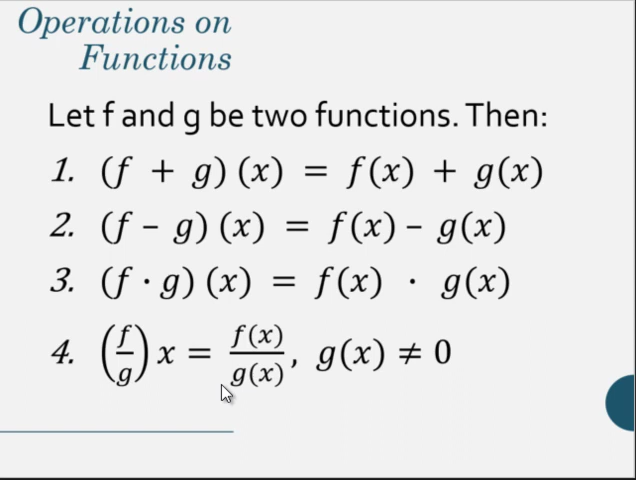 Operations on
Functions
Let f and g be two functions. Then:
1. (f + g) (x) = f(x) + g(x)
2. (f – g) (x) = f(x) – g(x)
3. (f · g) (x) = f(x) · g(x)
4. (f/g) x = f(x)/g(x), g(x) ≠ 0